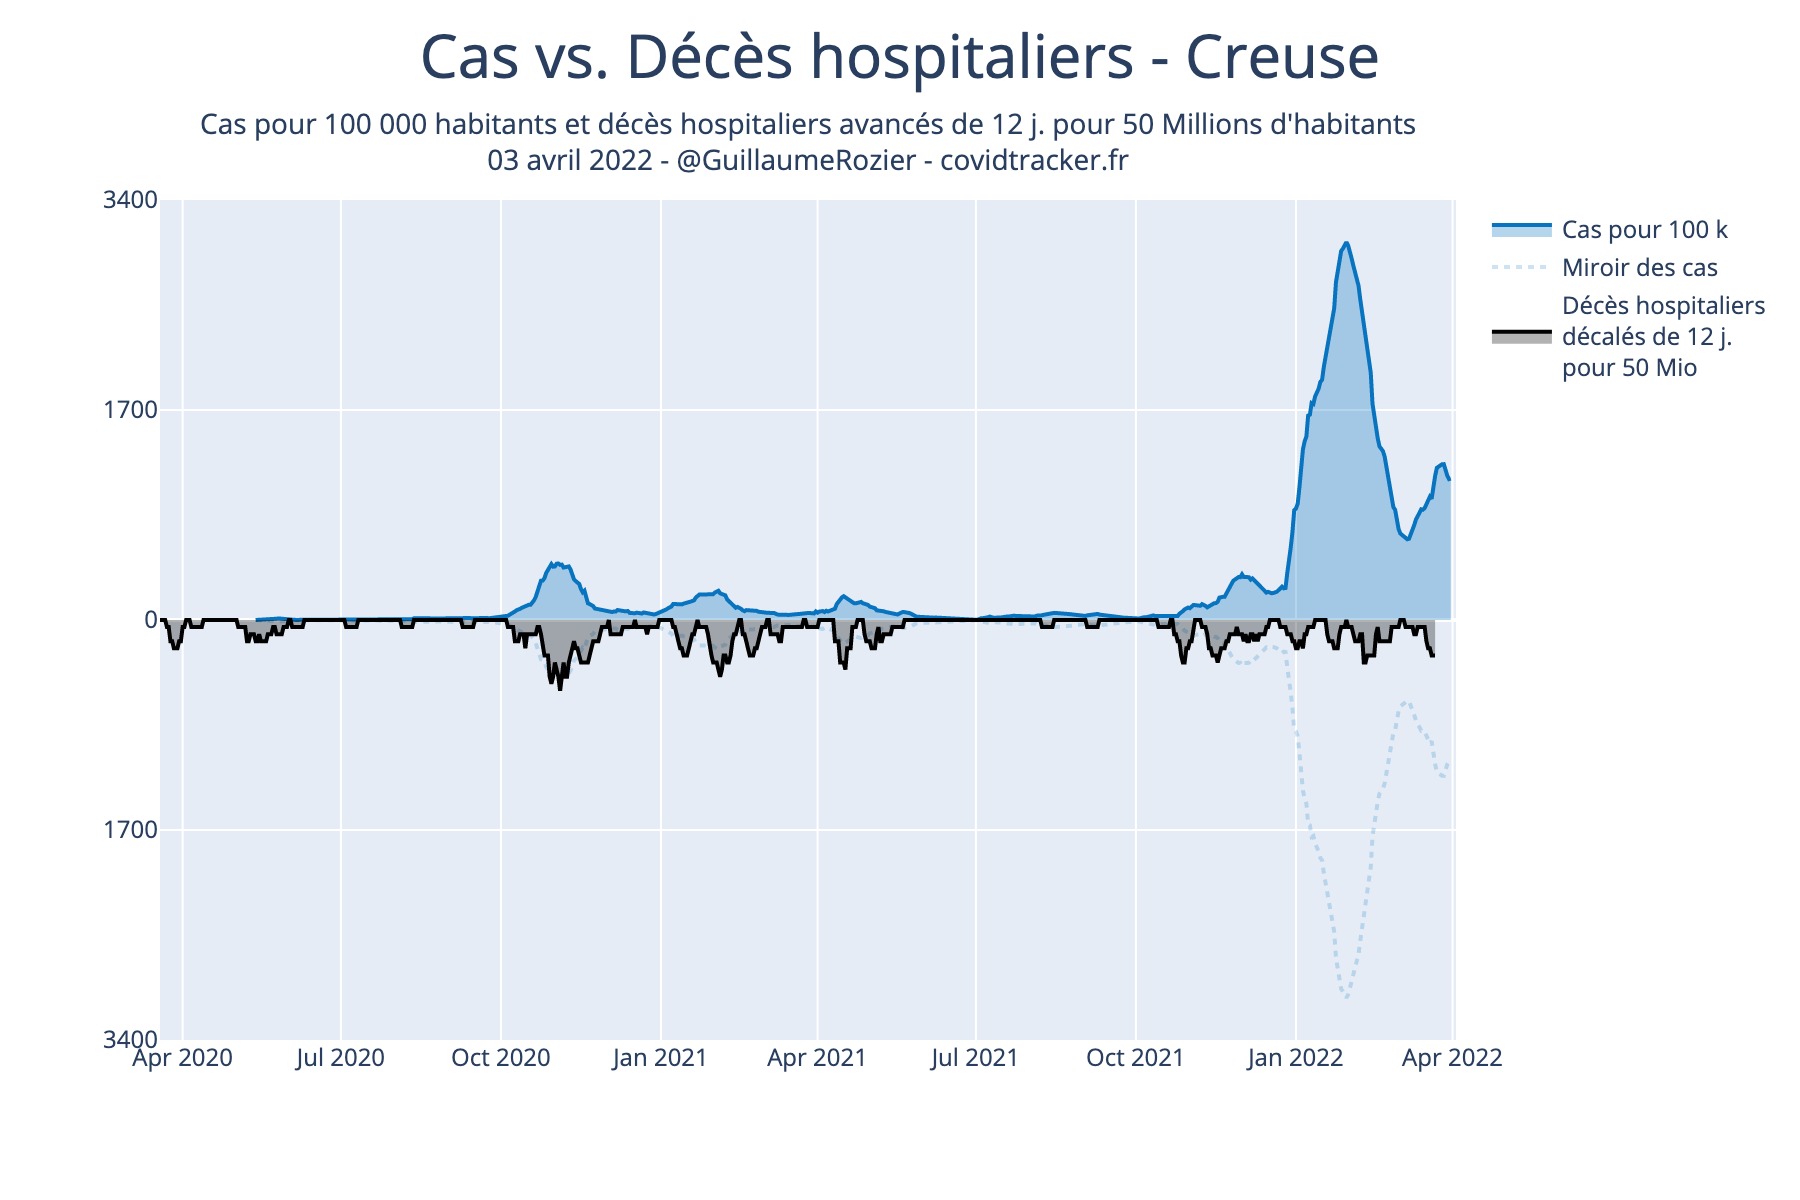 Cas vs. Décès hospitaliers - Creuse
Cas pour 100 000 habitants et décès hospitaliers avancés de 12 j. pour 50 Millions d'habitants
03 avril 2022 - @GuillaumeRozier - covidtracker.fr
3400
1700
0
1700
3400
Apr 2020
Jul 2020
Oct 2020
Jan 2021
Apr 2021
Jul 2021
Oct 2021
Jan 2022
Apr 2022
Cas pour 100 k
Miroir des cas
Décès hospitaliers
décalés de 12 j.
pour 50 Mio